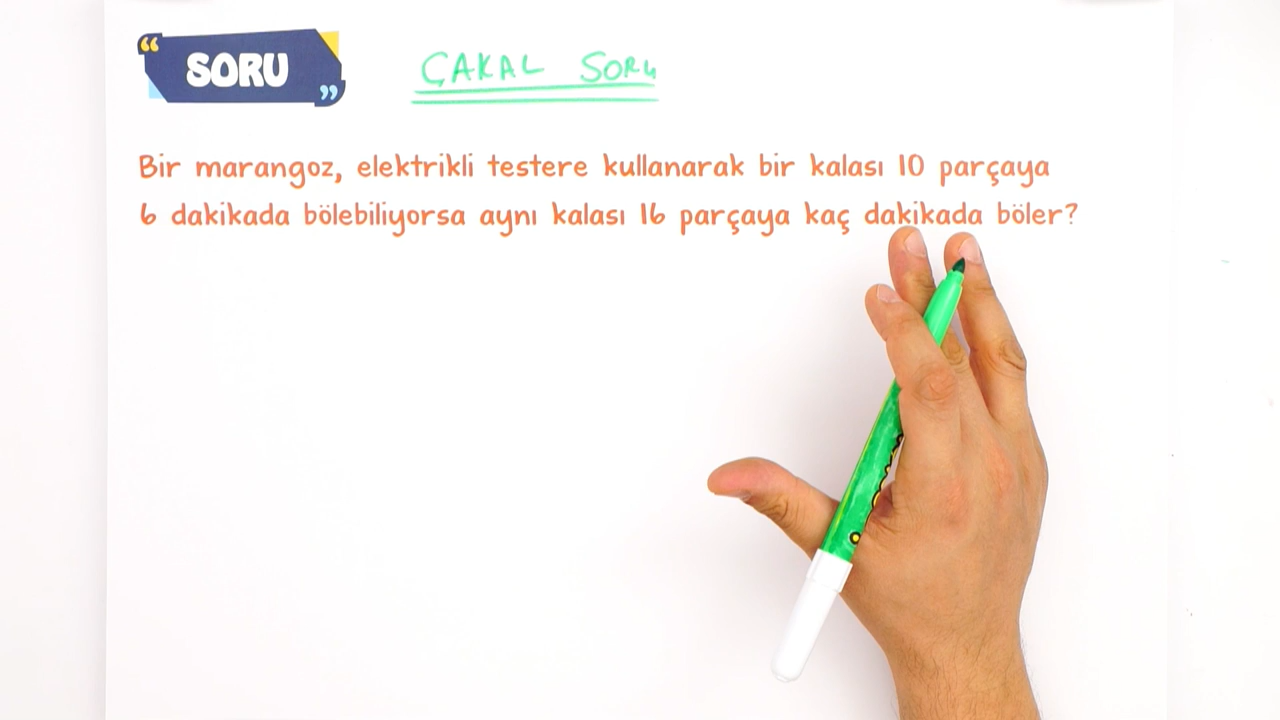 “ SORU ”
ÇAKAL SORU
Bir marangoz, elektrikli testere kullanarak bir kalası 10 parçaya
6 dakikada bölebiliyorsa aynı kalası 16 parçaya kaç dakikada böler?